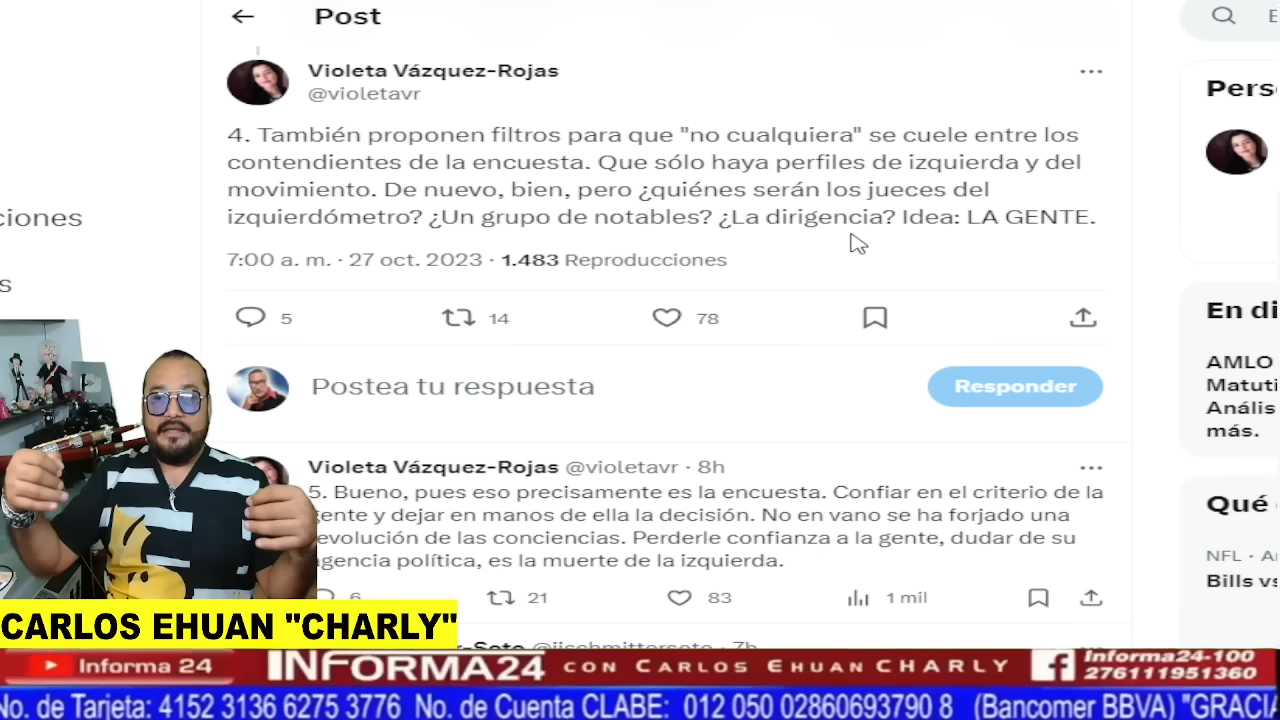 Post
Violeta Vázquez-Rojas
@violetavr
4. También proponen filtros para que "no cualquiera" se cuele entre los
contendientes de la encuesta. Que sólo haya perfiles de izquierda y del
movimiento. De nuevo, bien, pero ¿quiénes serán los jueces del
izquierdómetro? ¿Un grupo de notables? ¿La dirigencia? Idea: LA GENTE.
7:00 a. m. · 27 oct. 2023 · 1.483 Reproducciones
5 14 78
Postea tu respuesta
Responder
Violeta Vázquez-Rojas @violetavr · 8h
5. Bueno, pues eso precisamente es la encuesta. Confiar en el criterio de la
gente y dejar en manos de ella la decisión. No en vano se ha forjado una
evolución de las conciencias. Perderle confianza a la gente, dudar de su
agencia política, es la muerte de la izquierda.
6 21 83 1 mil
ciones
s
Pers
En di
AMLO
Matuti
Anális
más.
Qué
NFL · A
Bills vs
CARLOS EHUAN "CHARLY"
Informa 24
INFORMA24 CON CARLOS EHUAN CHARLY
Informa24-100
276111951360
No. de Tarjeta: 4152 3136 6275 3776 No. de Cuenta CLABE: 012 050 02860693790 8 (Bancomer BBVA) "GRACIA